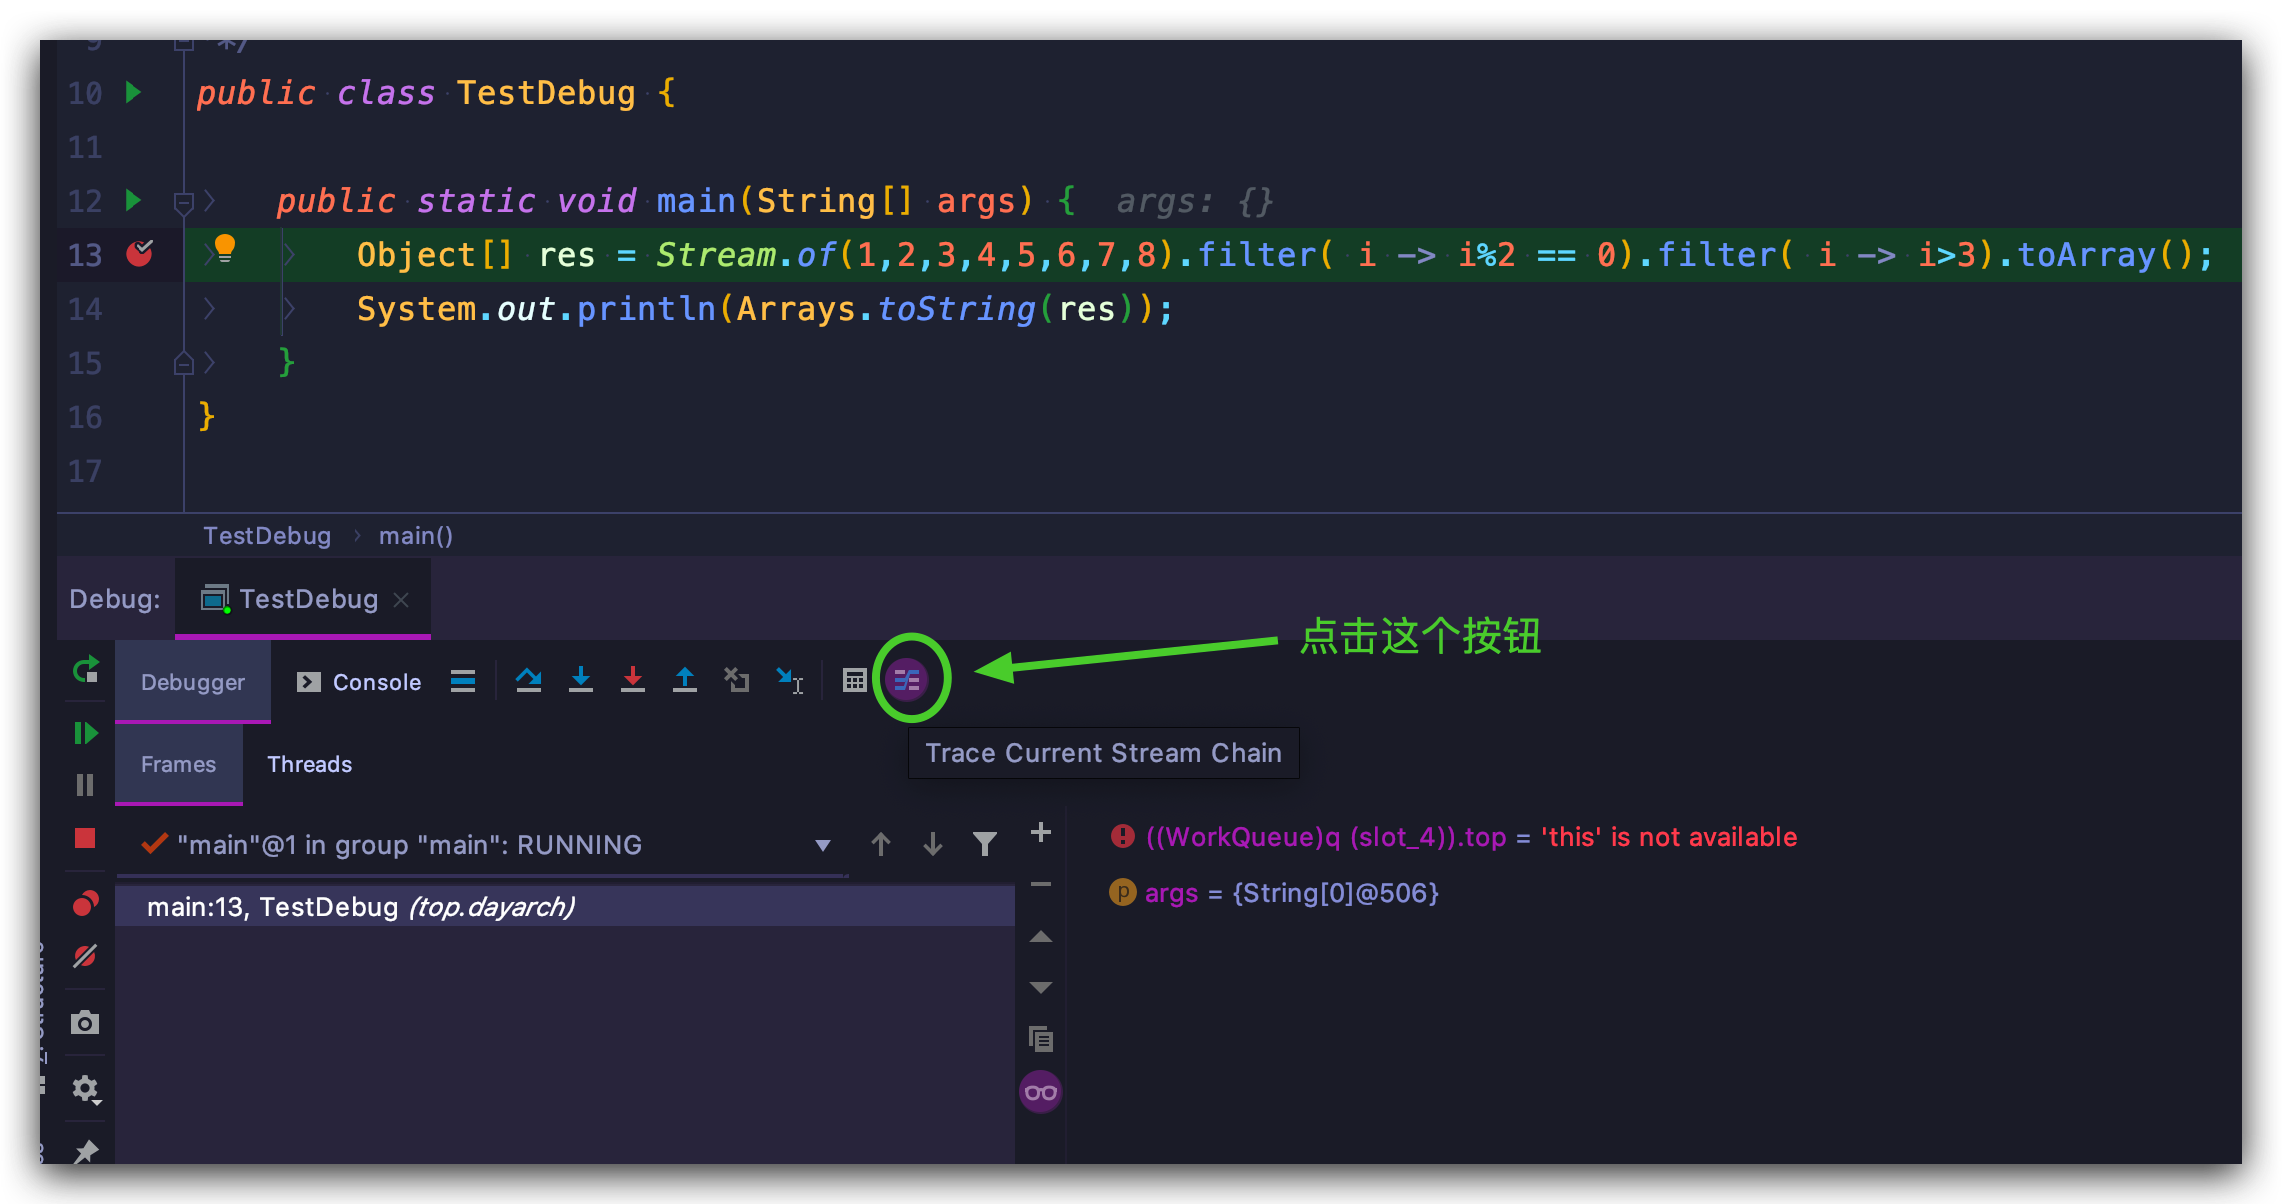 9 */
10 public class TestDebug {
11
12 public static void main(String[] args) { args: {}
13 Object[] res = Stream.of(1,2,3,4,5,6,7,8).filter( i -> i%2 == 0).filter( i -> i>3).toArray();
14 System.out.println(Arrays.toString(res));
15 }
16 }
17
TestDebug › main()
Debug: TestDebug
点击这个按钮
Debugger Console
Trace Current Stream Chain
Frames Threads
"main"@1 in group "main": RUNNING
((WorkQueue)q (slot_4)).top = 'this' is not available
p args = {String[0]@506}
main:13, TestDebug (top.dayarch)